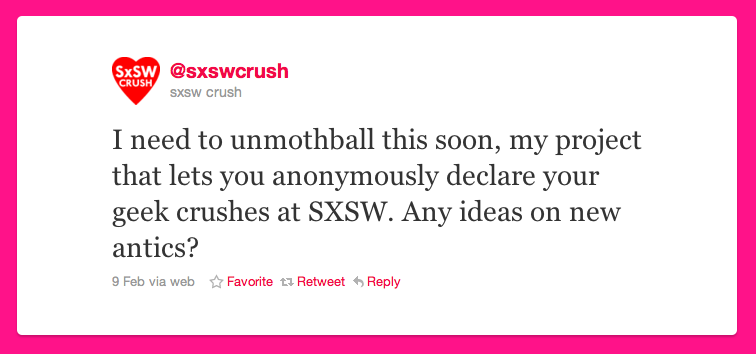 SxSW
CRUSH
@sxswcrush
sxsw crush
I need to unmothball this soon, my project
that lets you anonymously declare your
geek crushes at SXSW. Any ideas on new
antics?
9 Feb via web Favorite Retweet Reply